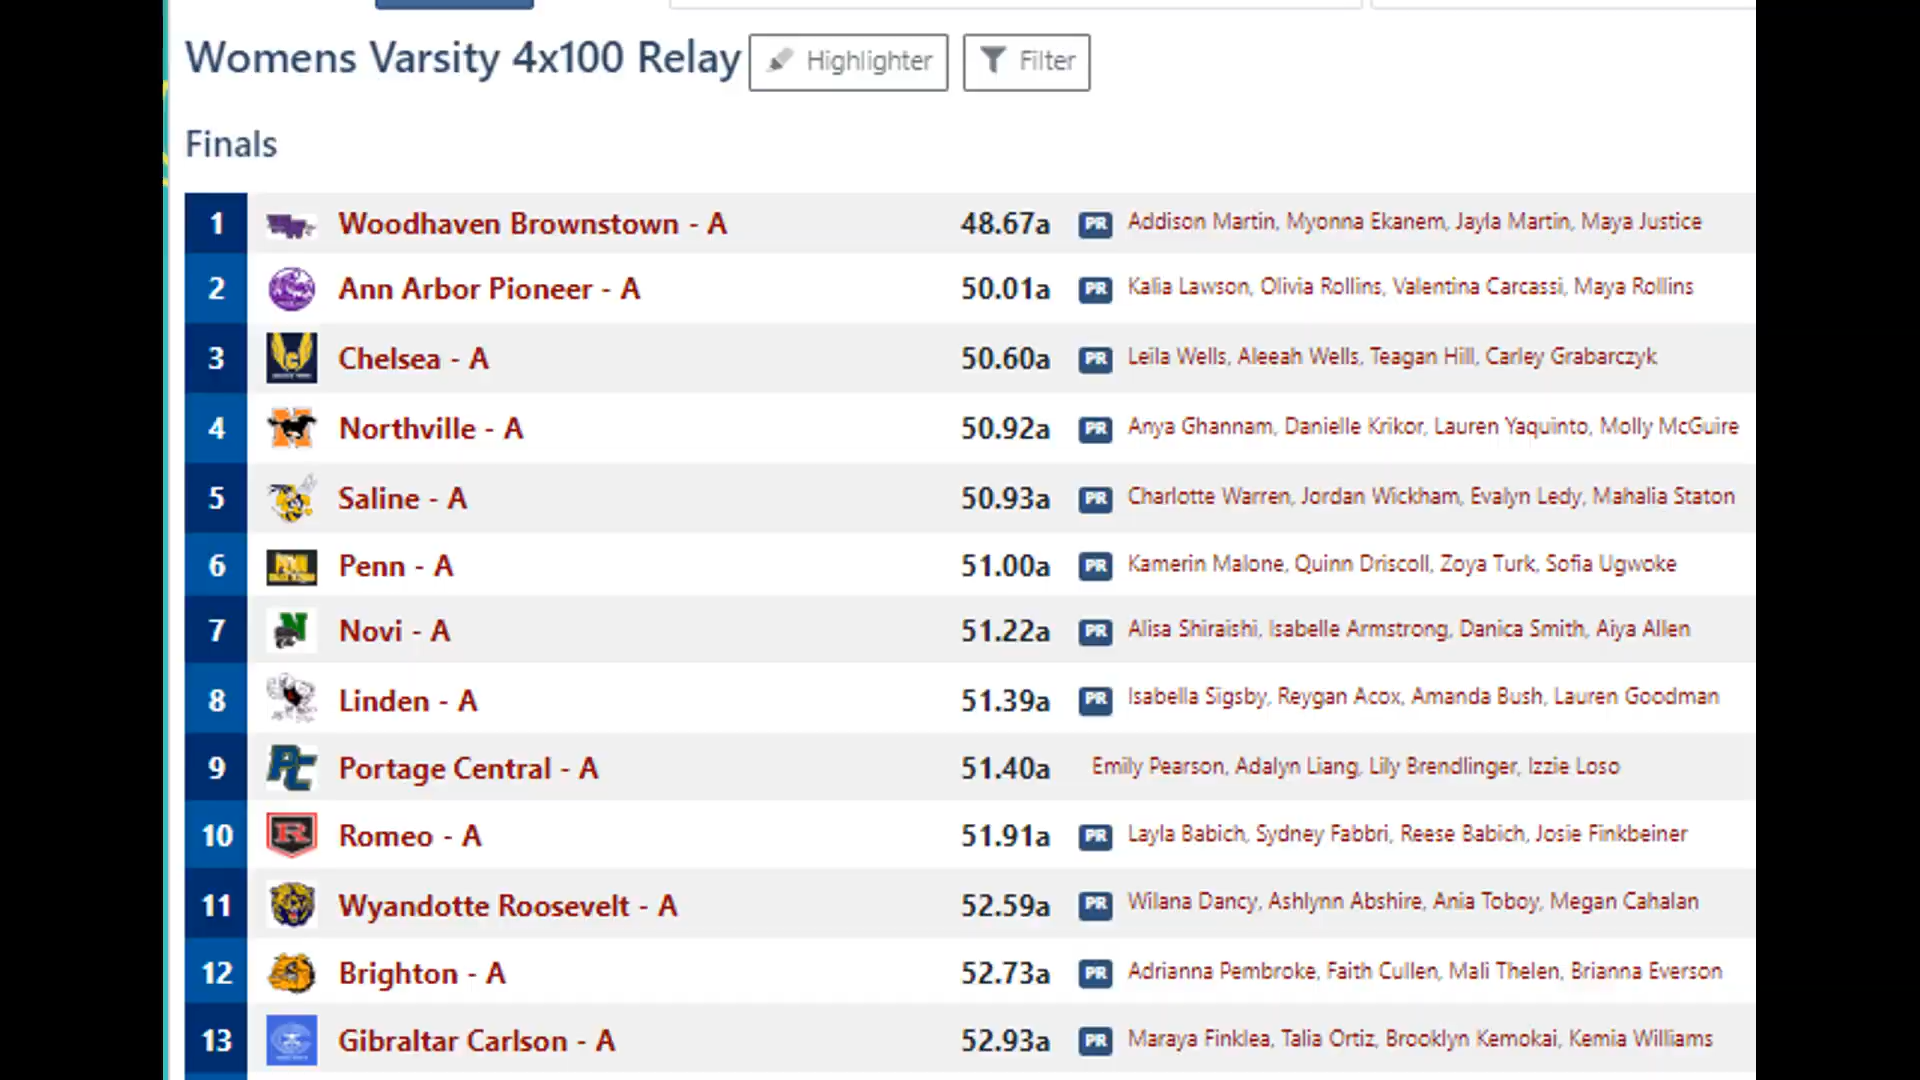 Womens Varsity 4x100 Relay Highlighter Filter
Finals
1 Woodhaven Brownstown - A 48.67a PR Addison Martin, Myonna Ekanem, Jayla Martin, Maya Justice
2 Ann Arbor Pioneer - A 50.01a PR Kalia Lawson, Olivia Rollins, Valentina Carcassi, Maya Rollins
3 Chelsea - A 50.60a PR Leila Wells, Aleeah Wells, Teagan Hill, Carley Grabarczyk
4 Northville - A 50.92a PR Anya Ghannam, Danielle Krikor, Lauren Yaquinto, Molly McGuire
5 Saline - A 50.93a PR Charlotte Warren, Jordan Wickham, Evalyn Ledy, Mahalia Staton
6 Penn - A 51.00a PR Kamerin Malone, Quinn Driscoll, Zoya Turk, Sofia Ugwoke
7 Novi - A 51.22a PR Alisa Shiraishi, Isabelle Armstrong, Danica Smith, Aiya Allen
8 Linden - A 51.39a PR Isabella Sigsby, Reygan Acox, Amanda Bush, Lauren Goodman
9 Portage Central - A 51.40a Emily Pearson, Adalyn Liang, Lily Brendlinger, Izzie Loso
10 Romeo - A 51.91a PR Layla Babich, Sydney Fabbri, Reese Babich, Josie Finkbeiner
11 Wyandotte Roosevelt - A 52.59a PR Wilana Dancy, Ashlynn Abshire, Ania Toboy, Megan Cahalan
12 Brighton - A 52.73a PR Adrianna Pembroke, Faith Cullen, Mali Thelen, Brianna Everson
13 Gibraltar Carlson - A 52.93a PR Maraya Finklea, Talia Ortiz, Brooklyn Kemokai, Kemia Williams